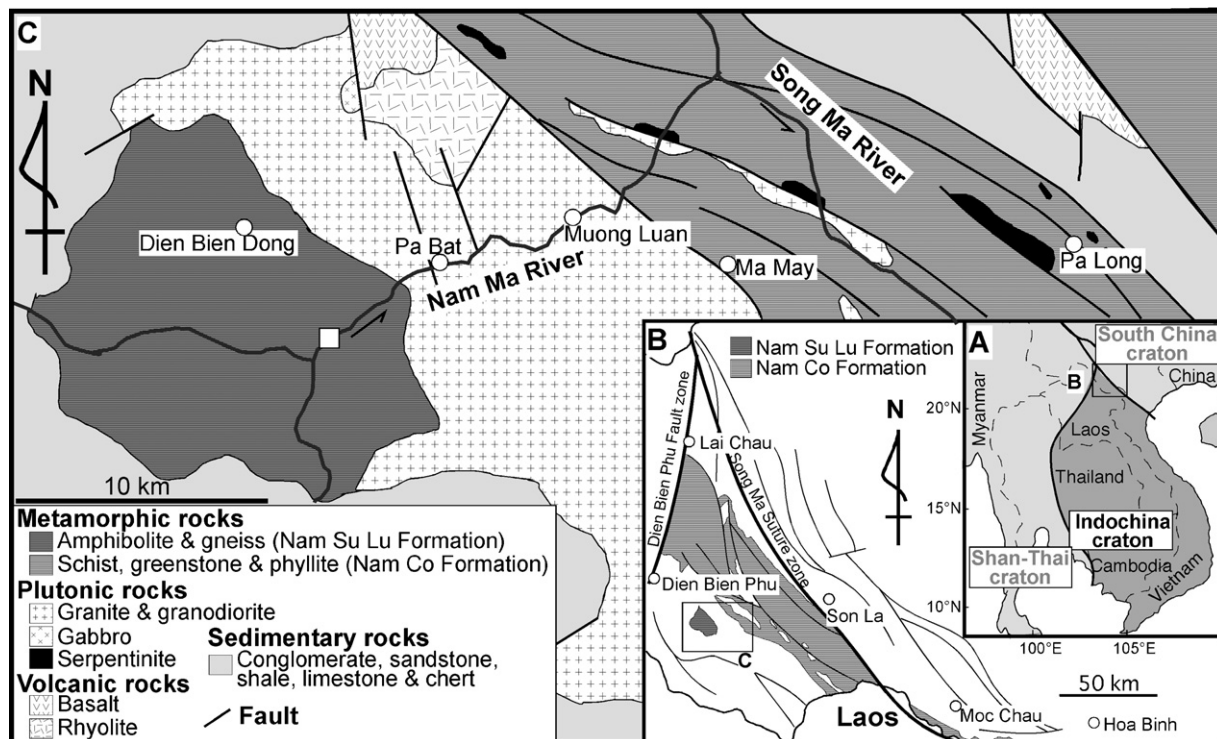 C
N
Song Ma
River
Dien Bien Dong
Pa Bat
Muong Luan
Nam Ma River
Ma May
Pa Long
10 km
Metamorphic rocks
Amphibolite & gneiss (Nam Su Lu Formation)
Schist, greenstone & phyllite (Nam Co Formation)
Plutonic rocks
Granite & granodiorite
Gabbro
Serpentinite
Volcanic rocks
Basalt
Rhyolite
Sedimentary rocks
Conglomerate, sandstone,
shale, limestone & chert
Fault
B
Nam Su Lu Formation
Nam Co Formation
N
Dien Bien Phu Fault zone
Lai Chau
Song Ma Suture zone
Dien Bien Phu
Son La
C
Laos
Moc Chau
50 km
Hoa Binh
A
South China
craton
B
China
Myanmar
20°N
Laos
Thailand
15°N
Indochina
craton
Shan-Thai
craton
Cambodia
Vietnam
10°N
100°E
105°E